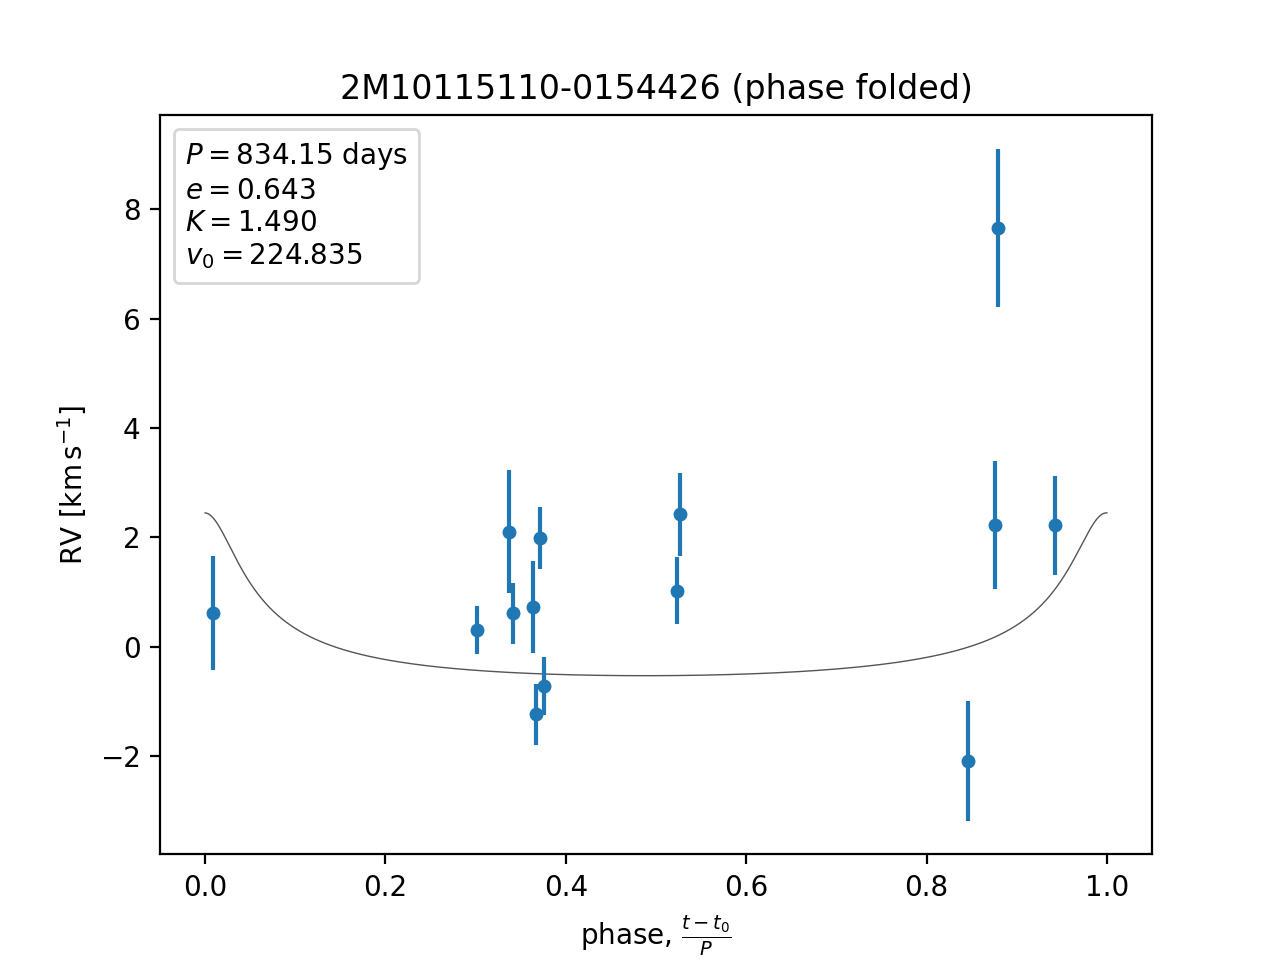 2M10115110-0154426 (phase folded)
P = 834.15 days
e = 0.643
K = 1.490
v₀ = 224.835
RV [km s⁻¹]
8
6
4
2
0
−2
0.0 0.2 0.4 0.6 0.8 1.0
phase, (t − t₀)/P